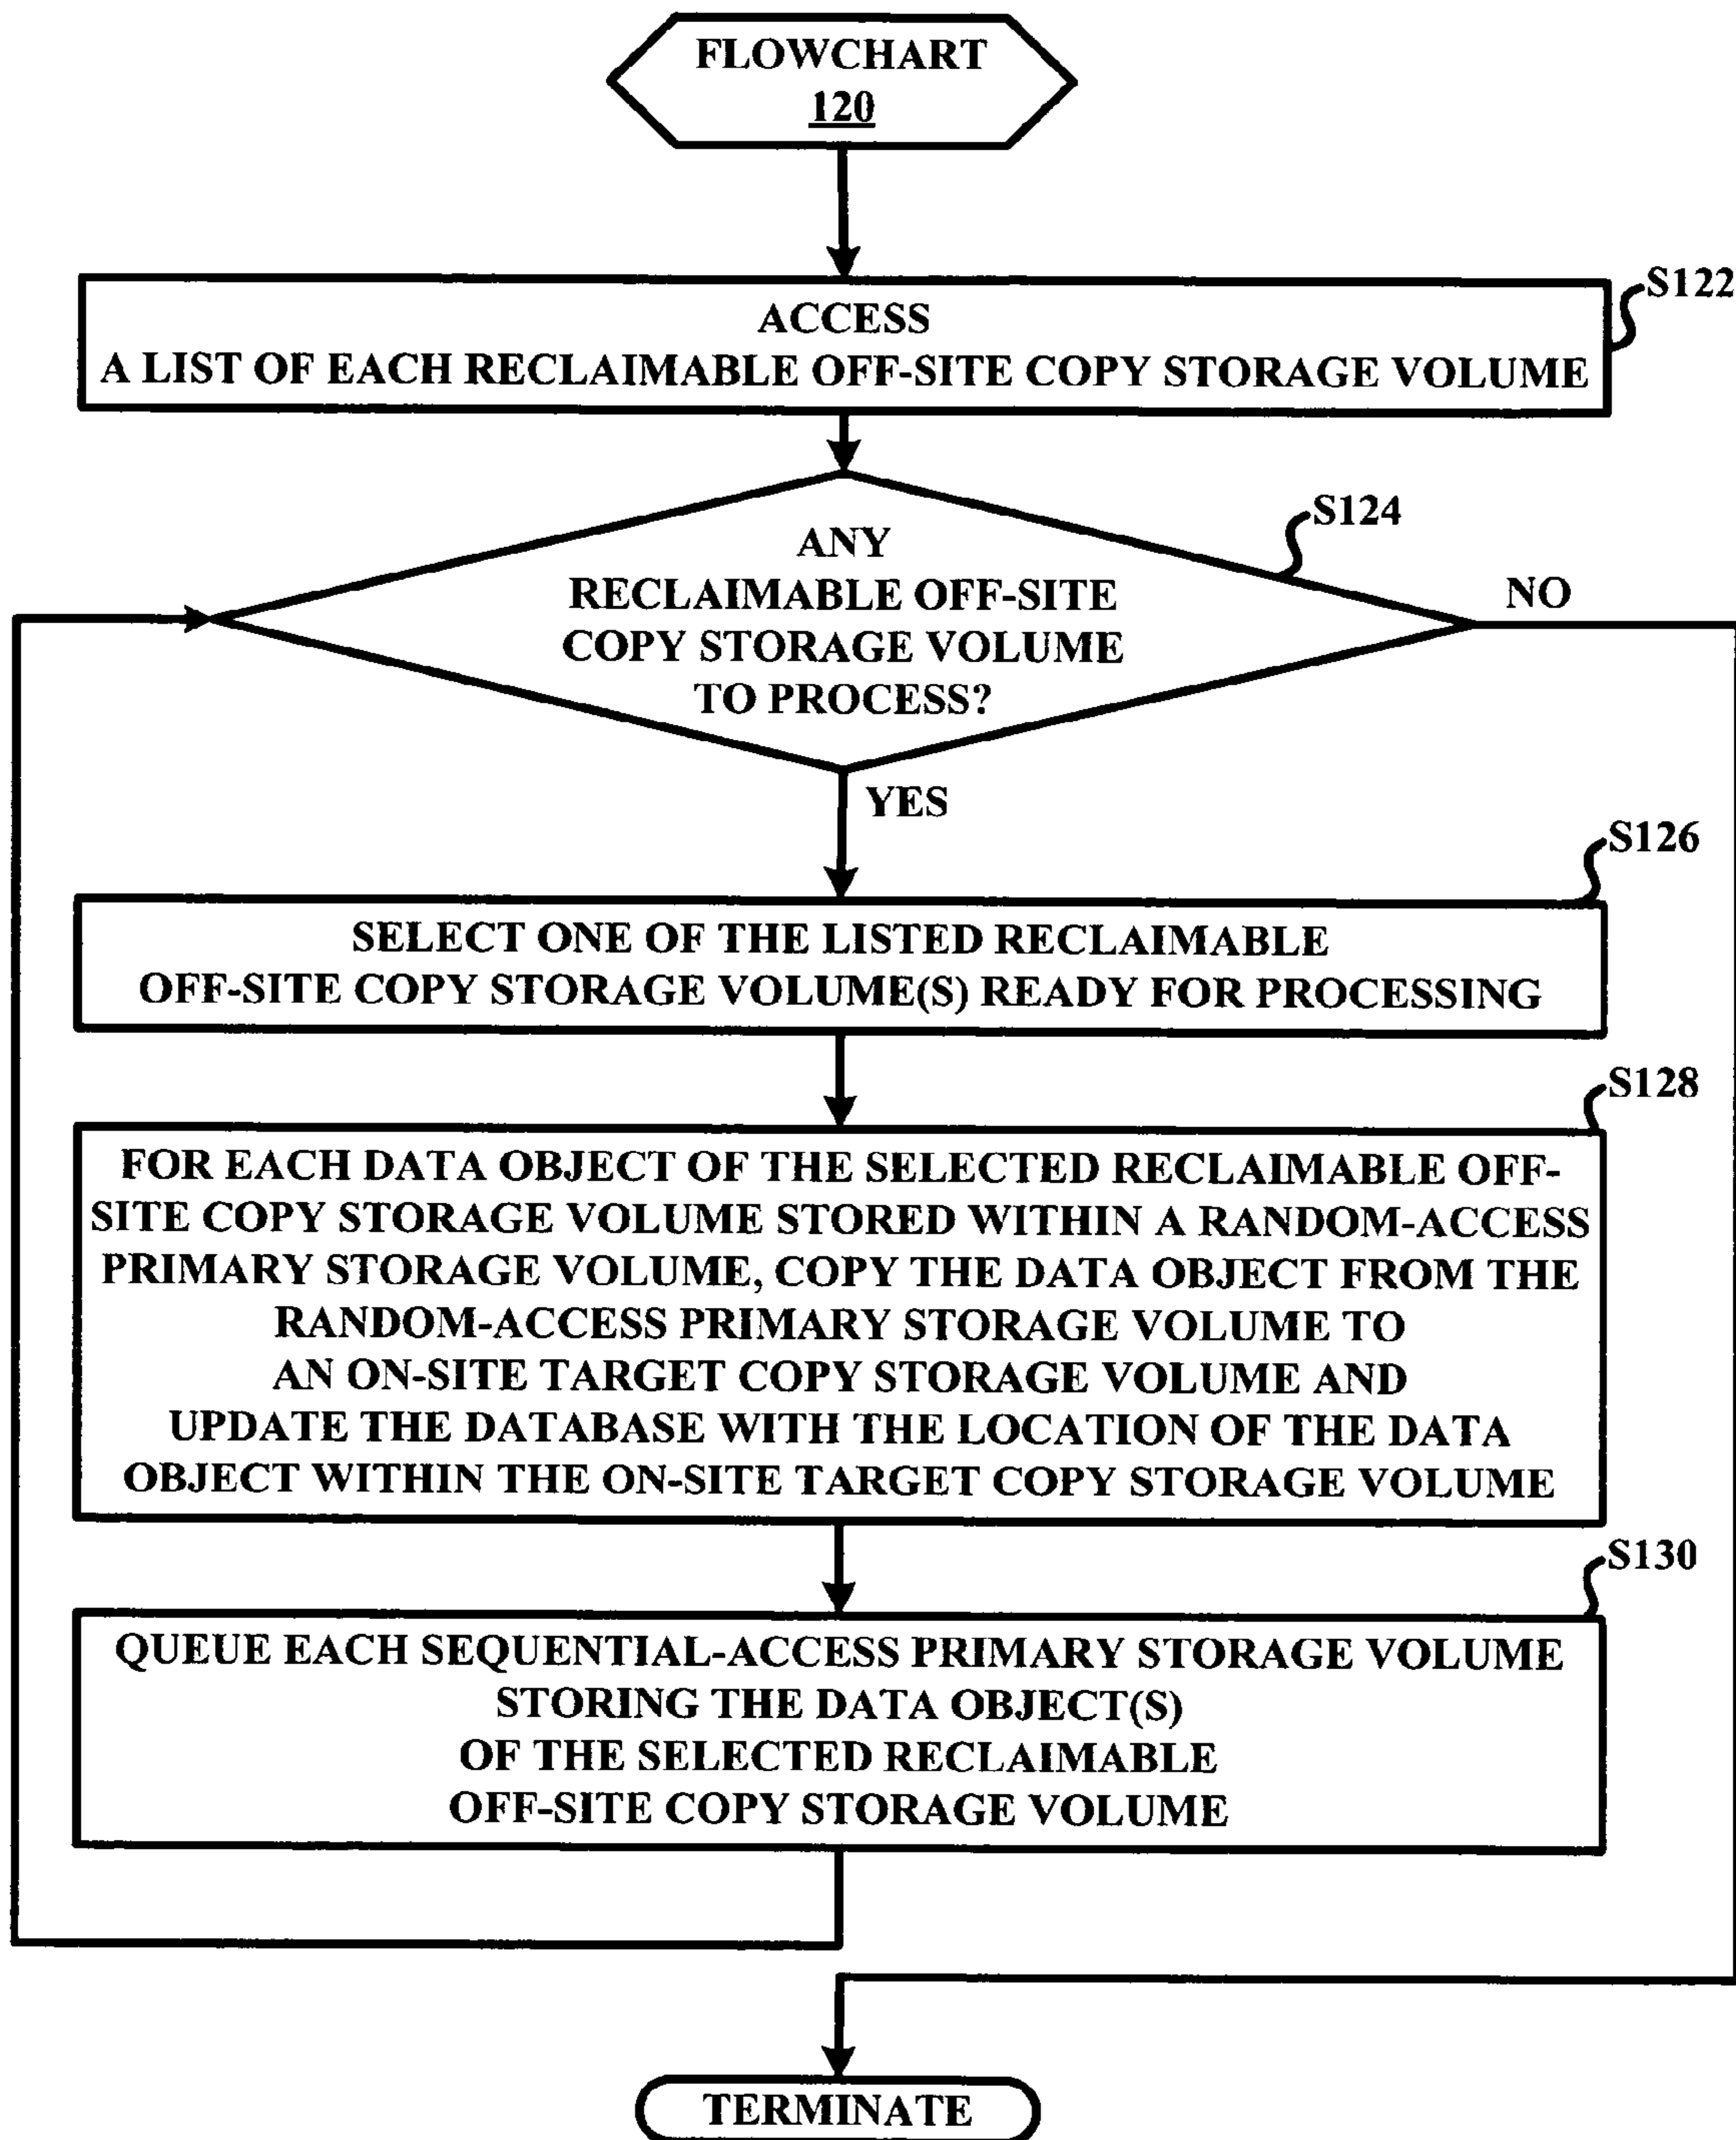 FLOWCHART
120
S122
ACCESS
A LIST OF EACH RECLAIMABLE OFF-SITE COPY STORAGE VOLUME
S124
ANY
RECLAIMABLE OFF-SITE
COPY STORAGE VOLUME
TO PROCESS?
NO
YES
S126
SELECT ONE OF THE LISTED RECLAIMABLE
OFF-SITE COPY STORAGE VOLUME(S) READY FOR PROCESSING
S128
FOR EACH DATA OBJECT OF THE SELECTED RECLAIMABLE OFF-
SITE COPY STORAGE VOLUME STORED WITHIN A RANDOM-ACCESS
PRIMARY STORAGE VOLUME, COPY THE DATA OBJECT FROM THE
RANDOM-ACCESS PRIMARY STORAGE VOLUME TO
AN ON-SITE TARGET COPY STORAGE VOLUME AND
UPDATE THE DATABASE WITH THE LOCATION OF THE DATA
OBJECT WITHIN THE ON-SITE TARGET COPY STORAGE VOLUME
S130
QUEUE EACH SEQUENTIAL-ACCESS PRIMARY STORAGE VOLUME
STORING THE DATA OBJECT(S)
OF THE SELECTED RECLAIMABLE
OFF-SITE COPY STORAGE VOLUME
TERMINATE